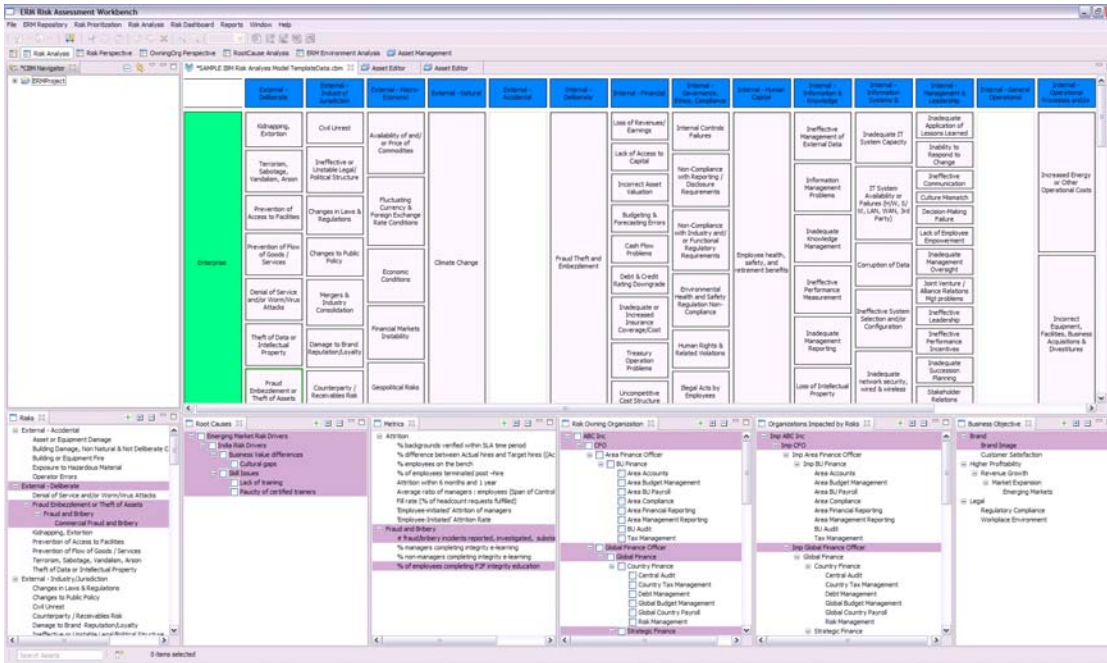 ERM Risk Assessment Workbench
File ERM Repository Risk Prioritization Risk Analysis Risk Dashboard Reports Window Help
Risk Analysis Risk Perspective OwningOrg Perspective RootCause Analysis ERM Environment Analysis Asset Management
*CBM Navigator
*SAMPLE IBM Risk Analysis Model TemplateData.cbm Asset Editor Asset Editor
ERMProject
External - Deliberate
External - Industry/ Jurisdiction
External - Macro- Economic
External - Natural
External - Accidental
Internal - Deliberate
Internal - Financial
Internal - Governance, Ethics, Compliance
Internal - Human Capital
Internal - Information & Knowledge
Internal - Information Systems &
Internal - Management & Leadership
Internal - General Operational
Internal - Operational Processes and/or
Enterprise
Kidnapping, Extortion
Terrorism, Sabotage, Vandalism, Arson
Prevention of Access to Facilities
Prevention of Flow of Goods / Services
Denial of Service and/or Worm/Virus Attacks
Theft of Data or Intellectual Property
Fraud Embezzlement or Theft of Assets
Civil Unrest
Ineffective or Unstable Legal/ Political Structure
Changes in Laws & Regulations
Changes to Public Policy
Mergers & Industry Consolidation
Damage to Brand Reputation/Loyalty
Counterparty / Receivables Risk
Availability of and/ or Price of Commodities
Fluctuating Currency & Foreign Exchange Rate Conditions
Economic Conditions
Financial Markets Instability
Geopolitical Risks
Climate Change
Fraud Theft and Embezzlement
Loss of Revenues/ Earnings
Lack of Access to Capital
Incorrect Asset Valuation
Budgeting & Forecasting Errors
Cash Flow Problems
Debt & Credit Rating Downgrade
Inadequate or Increased Insurance Coverage/Cost
Treasury Operation Problems
Uncompetitive Cost Structure
Internal Controls Failures
Non-Compliance with Reporting / Disclosure Requirements
Non-Compliance with Industry and/ or Functional Regulatory Requirements
Environmental Health and Safety Regulation Non- Compliance
Human Rights & Related Violations
Illegal Acts by Employees
Employee health, safety, and retirement benefits
Ineffective Management of External Data
Information Management Problems
Inadequate Knowledge Management
Ineffective Performance Measurement
Inadequate Management Reporting
Loss of Intellectual Property
Inadequate IT System Capacity
IT System Availability or Failures (H/W, S/ W, LAN, WAN, 3rd Party)
Corruption of Data
Ineffective System Selection and/or Configuration
Inadequate network security, wired & wireless
Inadequate Application of Lessons Learned
Inability to Respond to Change
Ineffective Communication
Culture Mismatch
Decision-Making Failure
Lack of Employee Empowerment
Inadequate Management Oversight
Joint Venture / Alliance Relations Mgt problems
Ineffective Leadership
Ineffective Performance Incentives
Inadequate Succession Planning
Stakeholder Relations
Increased Energy or Other Operational Costs
Incorrect Equipment, Facilities, Business Acquisitions & Divestitures
Risks
External - Accidental
Asset or Equipment Damage
Building Damage, Non Natural & Not Deliberate C
Building or Equipment Fire
Exposure to Hazardous Material
Operator Errors
External - Deliberate
Denial of Service and/or Worm/Virus Attacks
Fraud Embezzlement or Theft of Assets
Fraud and Bribery
Commercial Fraud and Bribery
Kidnapping, Extortion
Prevention of Access to Facilities
Prevention of Flow of Goods / Services
Terrorism, Sabotage, Vandalism, Arson
Theft of Data or Intellectual Property
External - Industry/Jurisdiction
Changes in Laws & Regulations
Changes to Public Policy
Civil Unrest
Counterparty / Receivables Risk
Damage to Brand Reputation/Loyalty
Ineffective or Unstable Legal/Political Structure
Root Causes
Emerging Market Risk Drivers
India Risk Drivers
Business Value differences
Cultural gaps
Skill Issues
Lack of training
Paucity of certified trainers
Metrics
Attrition
% backgrounds verified within SLA time period
% difference between Actual hires and Target hires ((Ac
% employees on the bench
% of employees terminated post -Hire
Attrition within 6 months and 1 year
Average ratio of managers : employees (Span of Control
Fill rate (% of headcount requests fulfilled)
'Employee-Initiated' Attrition of managers
'Employee-Initiated' Attrition Rate
Fraud and Bribery
# fraud/bribery incidents reported, investigated, substa
% managers completing integrity e-learning
% non-managers completing integrity e-learning
% of employees completing F2F integrity education
Risk Owning Organization
ABC Inc
CFO
Area Finance Officer
BU Finance
Area Accounts
Area Budget Management
Area BU Payroll
Area Compliance
Area Financial Reporting
Area Management Reporting
BU Audit
Tax Management
Global Finance Officer
Global Finance
Country Finance
Central Audit
Country Tax Management
Debt Management
Global Budget Management
Global Country Payroll
Risk Management
Strategic Finance
Organizations Impacted by Risks
Imp ABC Inc
Imp CFO
Imp Area Finance Officer
Imp BU Finance
Area Accounts
Area Budget Management
Area BU Payroll
Area Compliance
Area Financial Reporting
Area Management Reporting
BU Audit
Tax Management
Imp Global Finance Officer
Global Finance
Country Finance
Central Audit
Country Tax Management
Debt Management
Global Budget Management
Global Country Payroll
Risk Management
Strategic Finance
Business Objective
Brand
Brand Image
Customer Satisfaction
Higher Profitability
Revenue Growth
Market Expansion
Emerging Markets
Legal
Regulatory Compliance
Workplace Environment
Search Assets
0 items selected